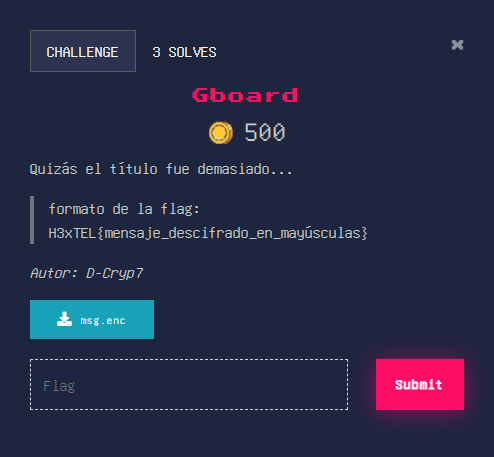 CHALLENGE 3 SOLVES
Gboard
500
Quizás el título fue demasiado...
formato de la flag:
H3xTEL{mensaje_descifrado_en_mayúsculas}
Autor: D-Cryp7
msg.enc
Flag
Submit